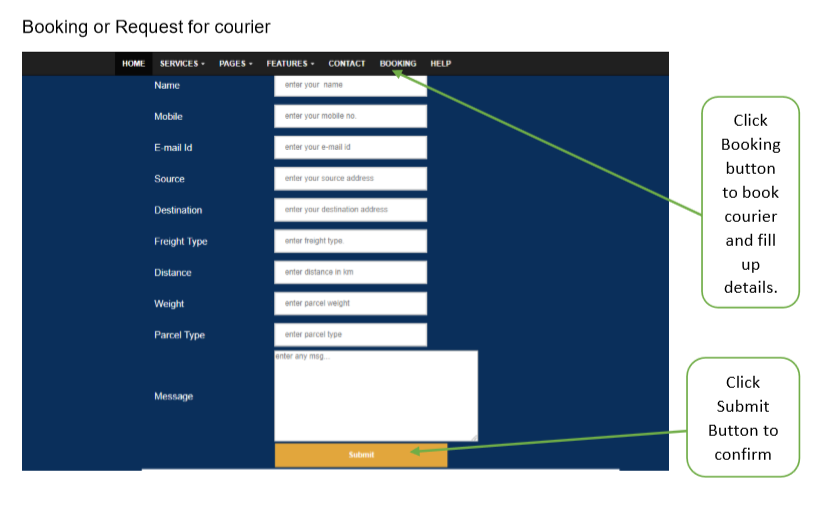 Booking or Request for courier
HOME SERVICES PAGES FEATURES CONTACT BOOKING HELP
Name enter your name
Mobile enter your mobile no.
E-mail Id enter your e-mail id
Source enter your source address
Destination enter your destination address
Freight Type enter freight type.
Distance enter distance in km
Weight enter parcel weight
Parcel Type enter parcel type
enter any msg...
Message
Submit
Click
Booking
button
to book
courier
and fill
up
details.
Click
Submit
Button to
confirm